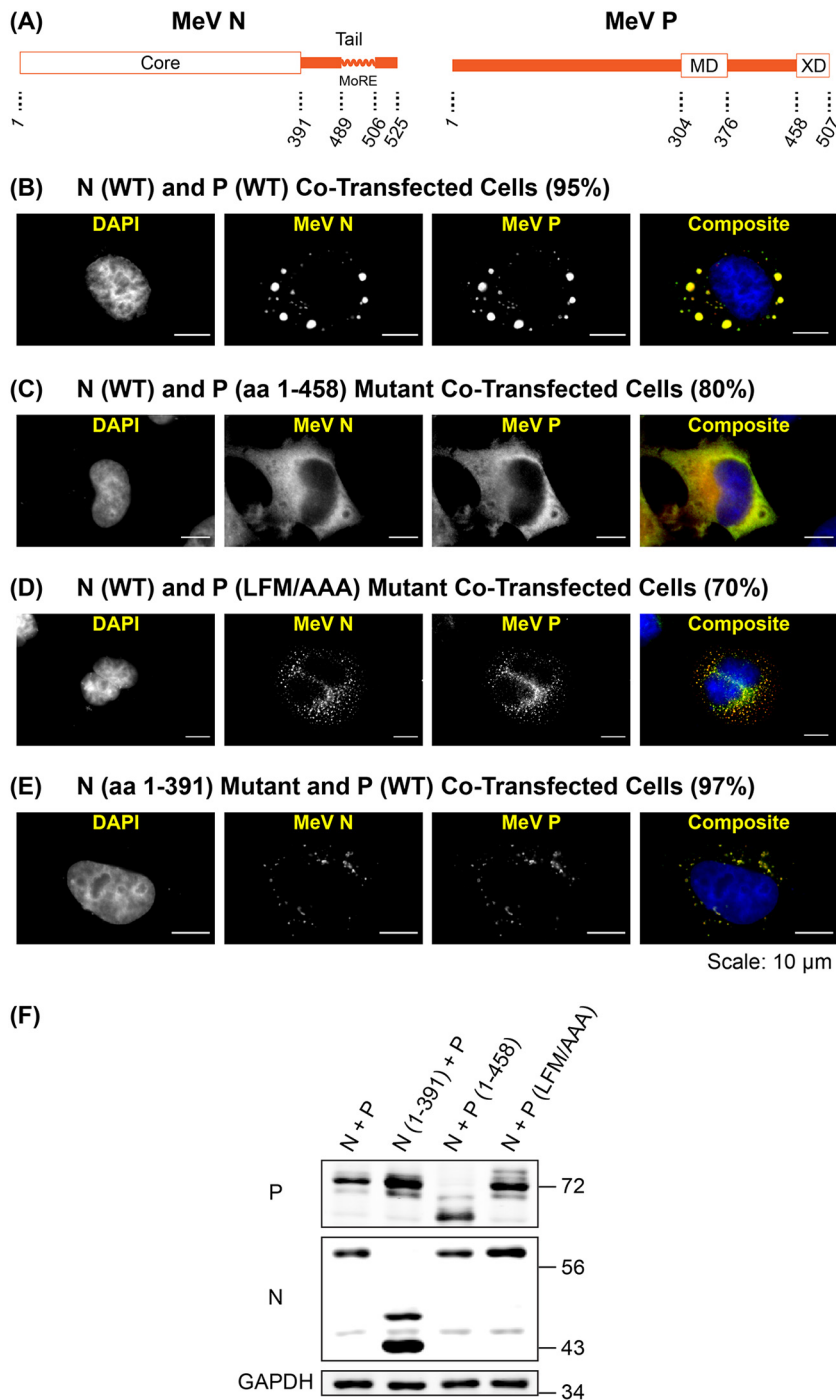 (A) MeV N MeV P
Tail
Core MD XD
MoRE
1 391 489 506 525 1 304 376 458 507
(B) N (WT) and P (WT) Co-Transfected Cells (95%)
DAPI MeV N MeV P Composite
(C) N (WT) and P (aa 1-458) Mutant Co-Transfected Cells (80%)
DAPI MeV N MeV P Composite
(D) N (WT) and P (LFM/AAA) Mutant Co-Transfected Cells (70%)
DAPI MeV N MeV P Composite
(E) N (aa 1-391) Mutant and P (WT) Co-Transfected Cells (97%)
DAPI MeV N MeV P Composite
Scale: 10 µm
(F)
N + P N (1-391) + P N + P (1-458) N + P (LFM/AAA)
P 72
56
N
43
GAPDH 34